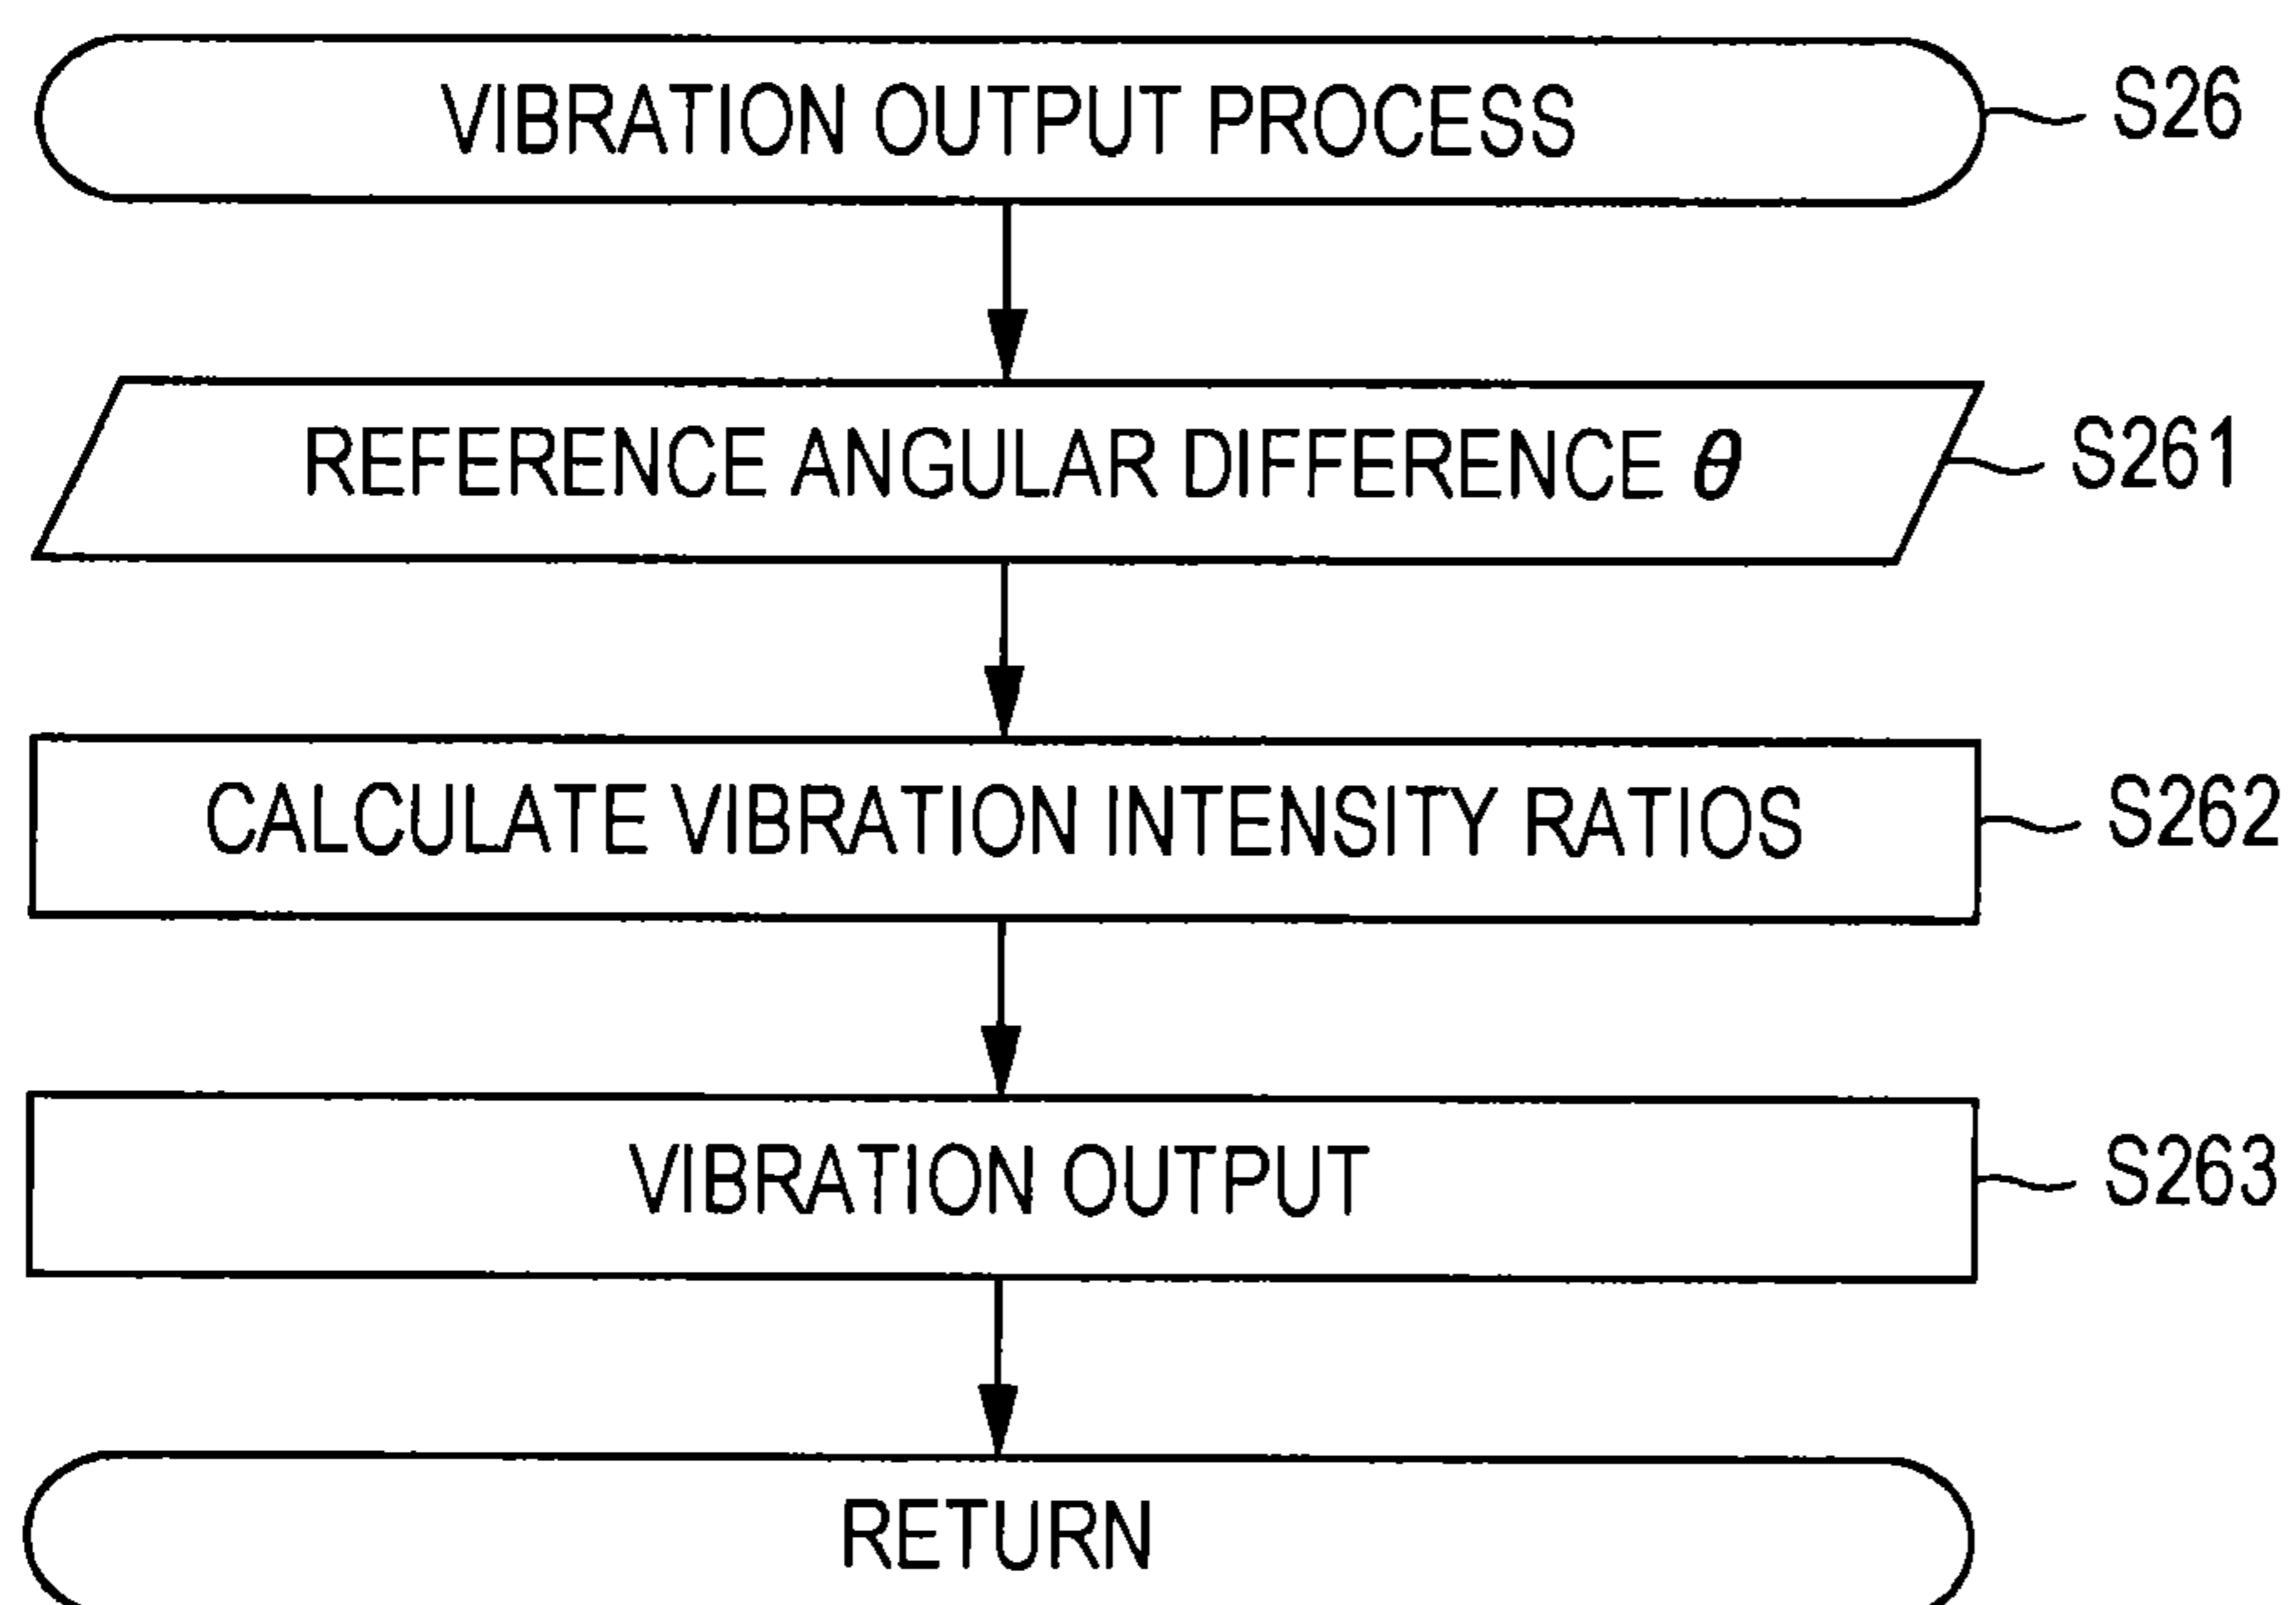 VIBRATION OUTPUT PROCESS S26
REFERENCE ANGULAR DIFFERENCE θ S261
CALCULATE VIBRATION INTENSITY RATIOS S262
VIBRATION OUTPUT S263
RETURN